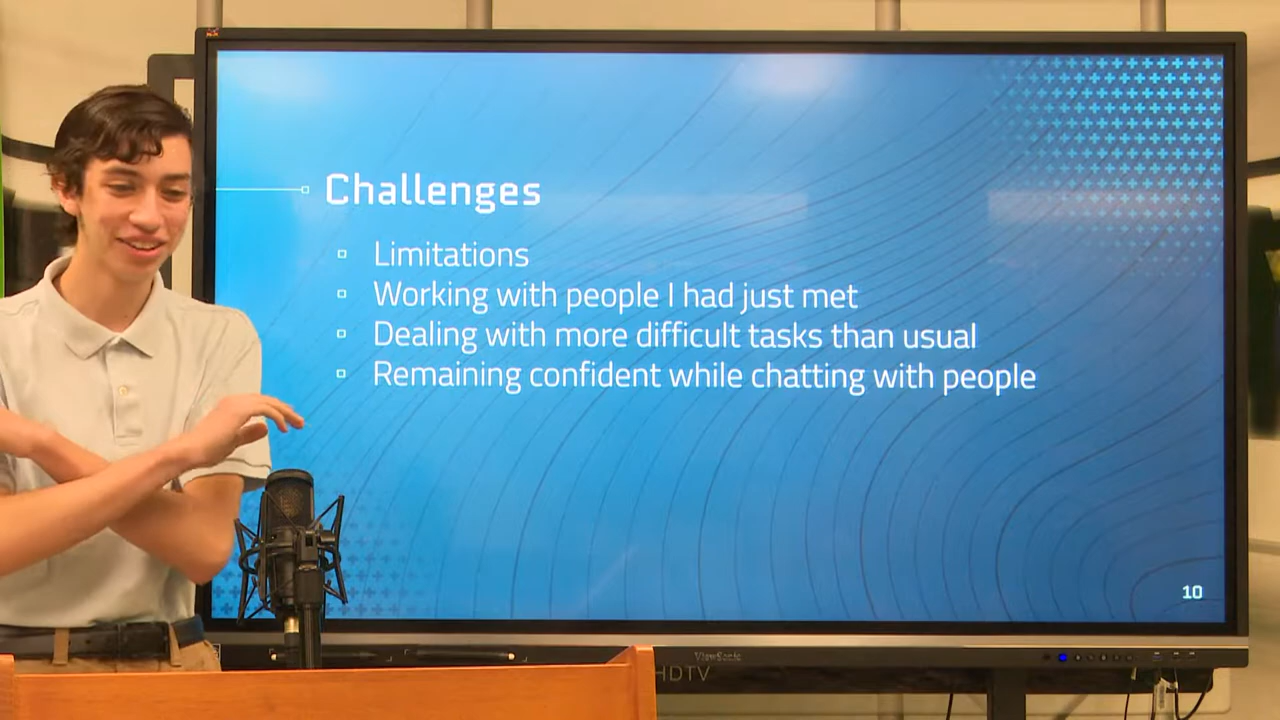 Challenges
Limitations
Working with people I had just met
Dealing with more difficult tasks than usual
Remaining confident while chatting with people
10
ViewSonic
HDTV